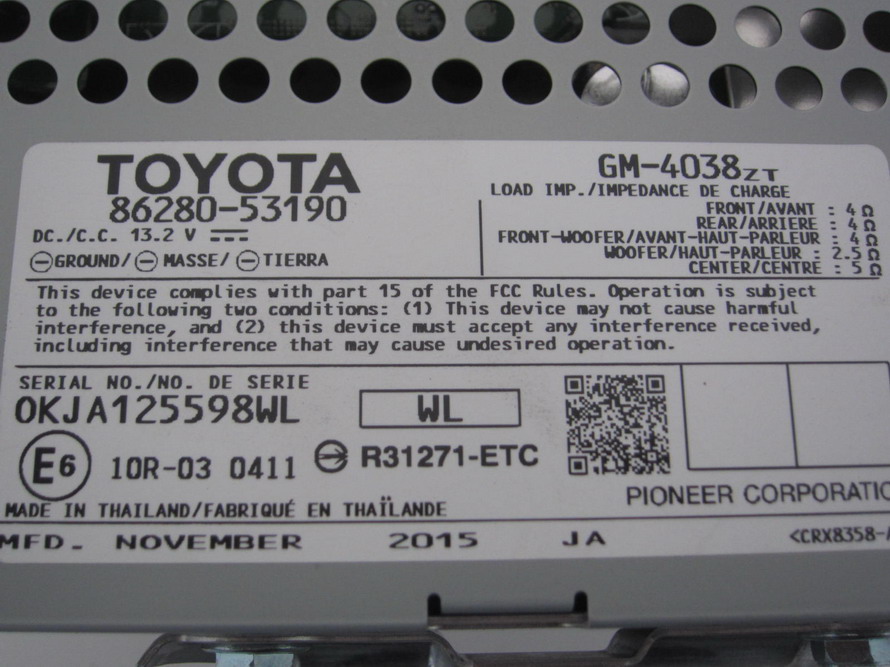 TOYOTA
86280-53190
DC./C.C. 13.2 V
⊖GROUND/⊖MASSE/⊖TIERRA
GM-4038ZT
LOAD IMP./IMPEDANCE DE CHARGE
FRONT/AVANT : 4Ω
REAR/ARRIERE : 4Ω
FRONT-WOOFER/AVANT-HAUT-PARLEUR : 4Ω
WOOFER/HAUT-PARLEUR : 2.5Ω
CENTER/CENTRE : 5Ω
This device complies with part 15 of the FCC Rules. Operation is subject
to the following two conditions: (1) This device may not cause harmful
interference, and (2) this device must accept any interference received,
including interference that may cause undesired operation.
SERIAL NO./NO. DE SERIE
OKJA125598WL
WL
E6 10R-03 0411 R31271-ETC
PIONEER CORPORATIO
MADE IN THAILAND/FABRIQUÉ EN THAÏLANDE
MFD. NOVEMBER 2015 JA
<CRX8358-